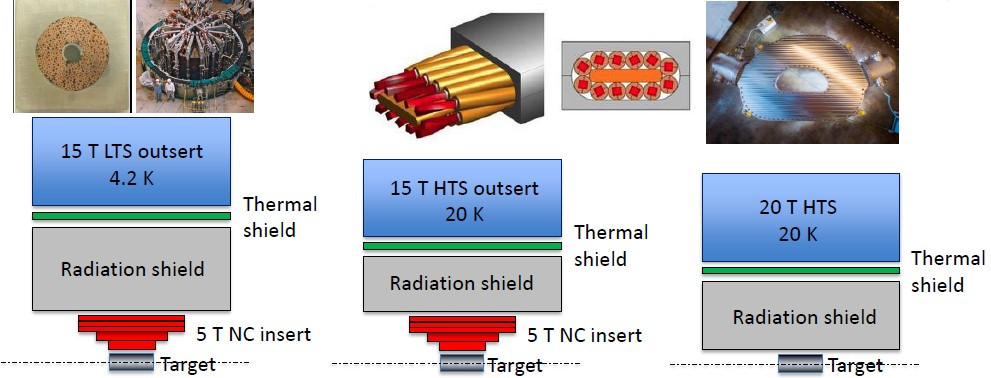 15 T LTS outsert
4.2 K
Thermal
shield
Radiation shield
5 T NC insert
Target
15 T HTS outsert
20 K
Thermal
shield
Radiation shield
5 T NC insert
Target
20 T HTS
20 K
Thermal
shield
Radiation shield
Target